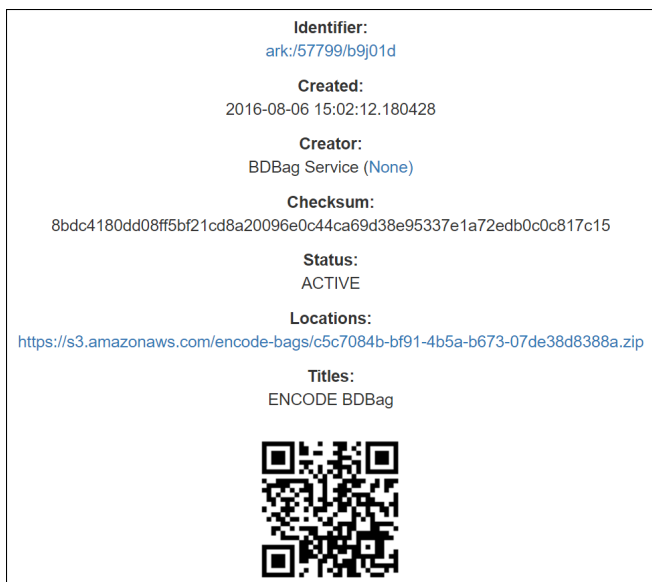 Identifier:
ark:/57799/b9j01d
Created:
2016-08-06 15:02:12.180428
Creator:
BDBag Service (None)
Checksum:
8bdc4180dd08ff5bf21cd8a20096e0c44ca69d38e95337e1a72edb0c0c817c15
Status:
ACTIVE
Locations:
https://s3.amazonaws.com/encode-bags/c5c7084b-bf91-4b5a-b673-07de38d8388a.zip
Titles:
ENCODE BDBag